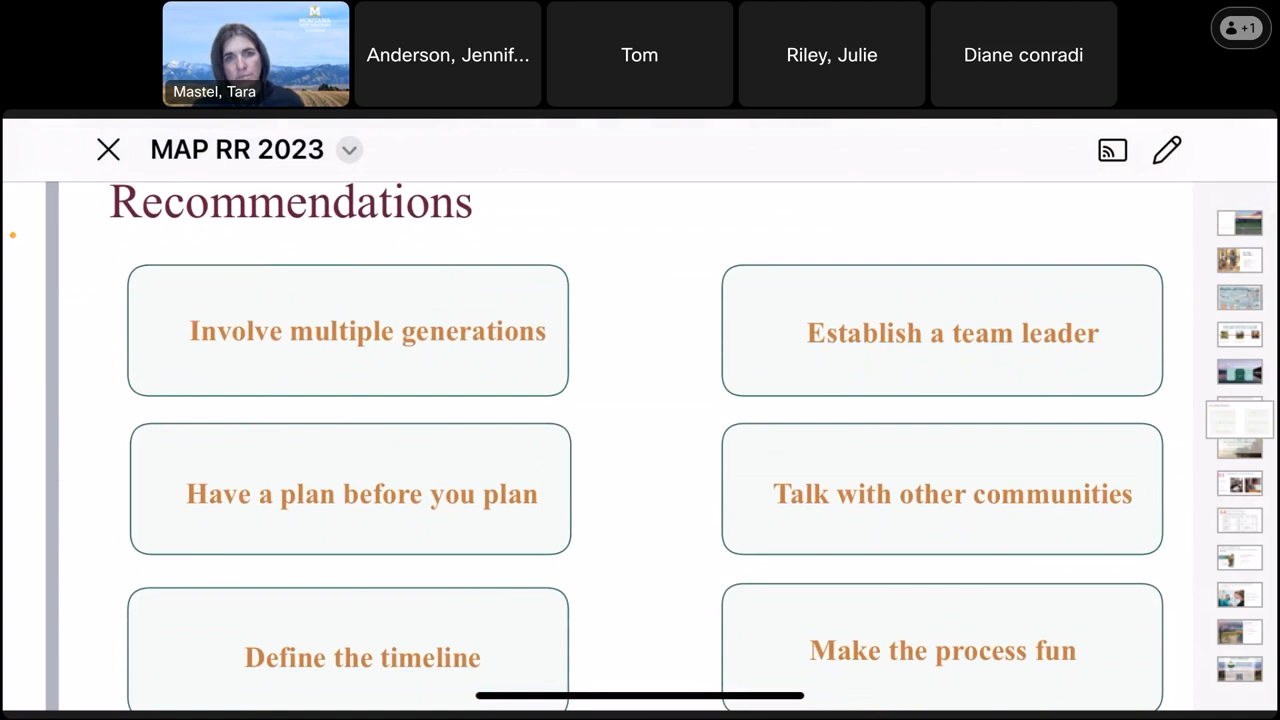 MONTANA
Mastel, Tara
Anderson, Jennif...
Tom
Riley, Julie
Diane conradi
+1
MAP RR 2023
Recommendations
Involve multiple generations
Establish a team leader
Have a plan before you plan
Talk with other communities
Define the timeline
Make the process fun